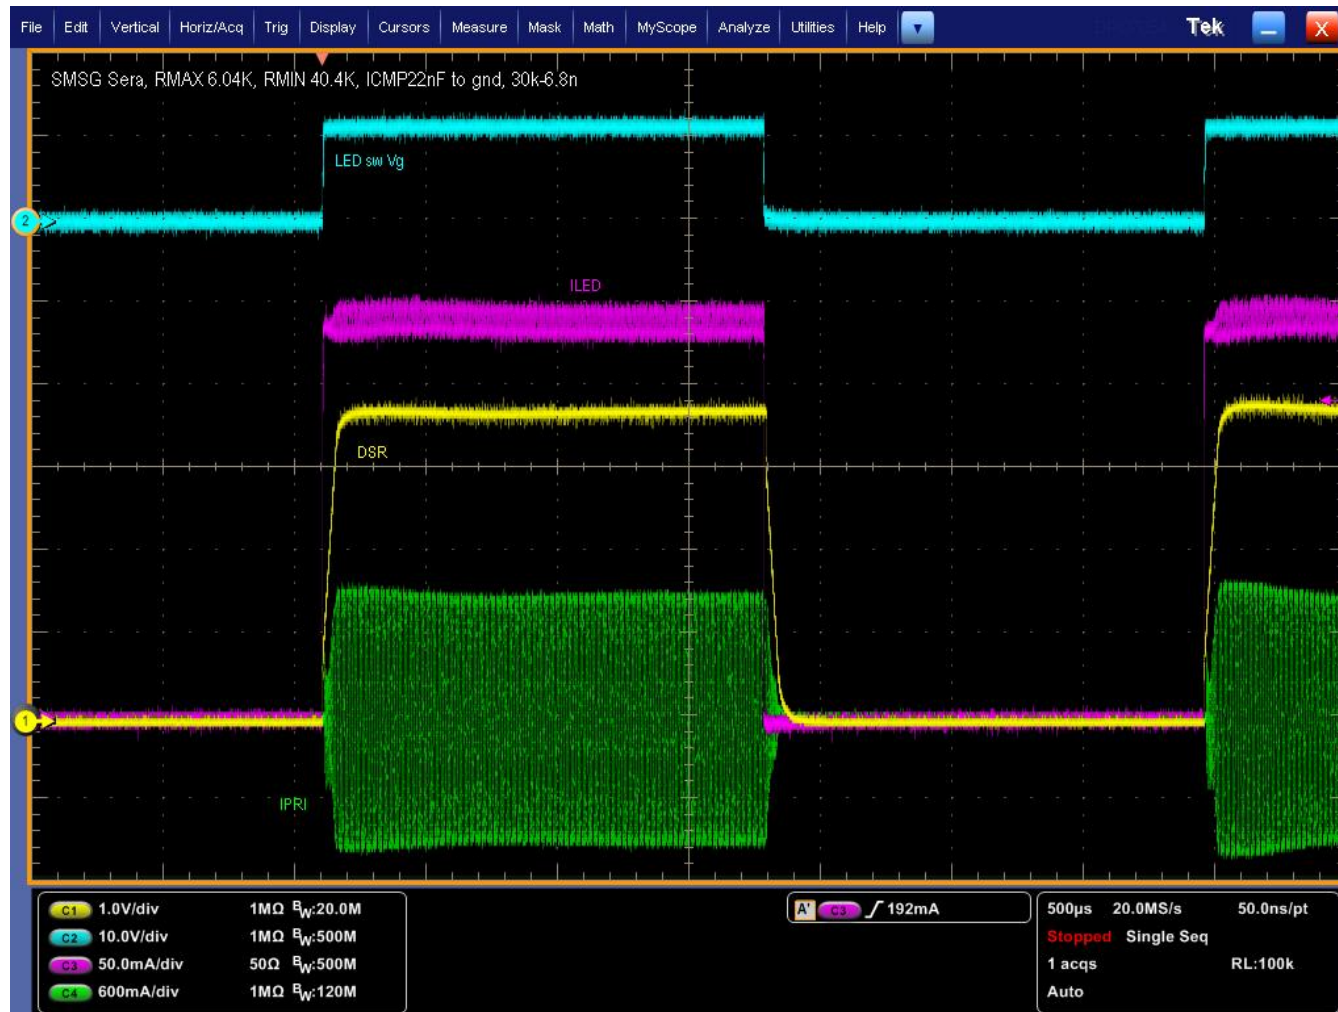 File Edit Vertical Horiz/Acq Trig Display Cursors Measure Mask Math MyScope Analyze Utilities Help Tek X
SMSG Sera, RMAX 6.04K, RMIN 40.4K, ICMP22nF to gnd, 30k-6.8n
LED sw Vg
2
ILED
DSR
1
IPRI
C1 1.0V/div 1MΩ BW:20.0M
C2 10.0V/div 1MΩ BW:500M
C3 50.0mA/div 50Ω BW:500M
C4 600mA/div 1MΩ BW:120M
A' C3 192mA
500µs 20.0MS/s 50.0ns/pt
Stopped Single Seq
1 acqs RL:100k
Auto